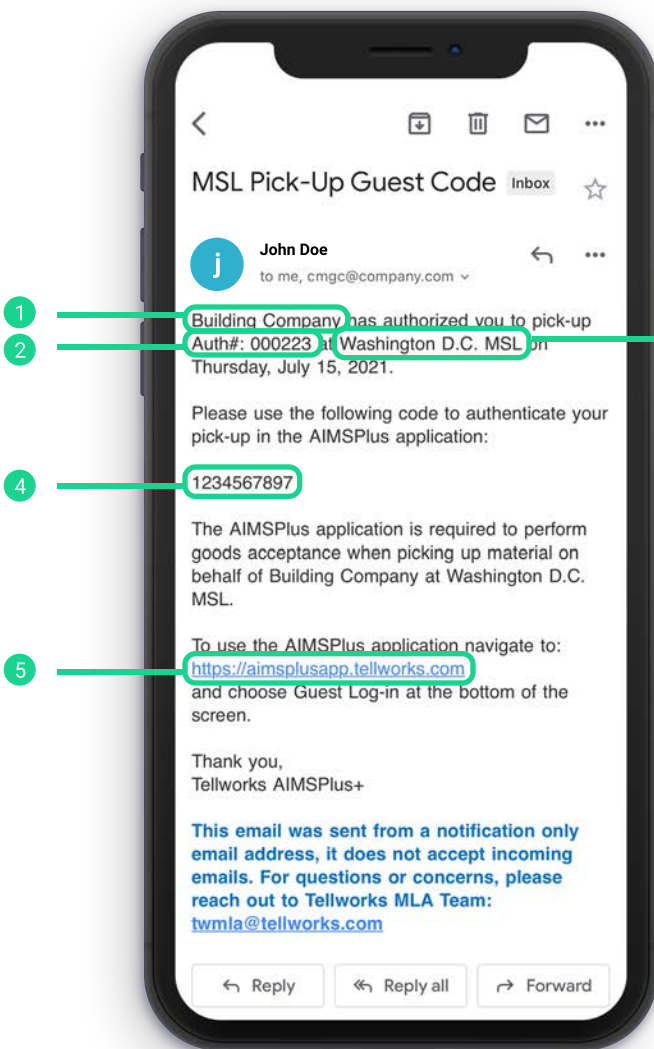 MSL Pick-Up Guest Code Inbox
j
John Doe
to me, cmgc@company.com
1
Building Company has authorized you to pick-up
2
Auth#: 000223 at Washington D.C. MSL on
Thursday, July 15, 2021.
Please use the following code to authenticate your
pick-up in the AIMSPlus application:
4
1234567897
The AIMSPlus application is required to perform
goods acceptance when picking up material on
behalf of Building Company at Washington D.C.
MSL.
To use the AIMSPlus application navigate to:
5
https://aimsplusapp.tellworks.com
and choose Guest Log-in at the bottom of the
screen.
Thank you,
Tellworks AIMSPlus+
This email was sent from a notification only
email address, it does not accept incoming
emails. For questions or concerns, please
reach out to Tellworks MLA Team:
twmla@tellworks.com
Reply Reply all Forward